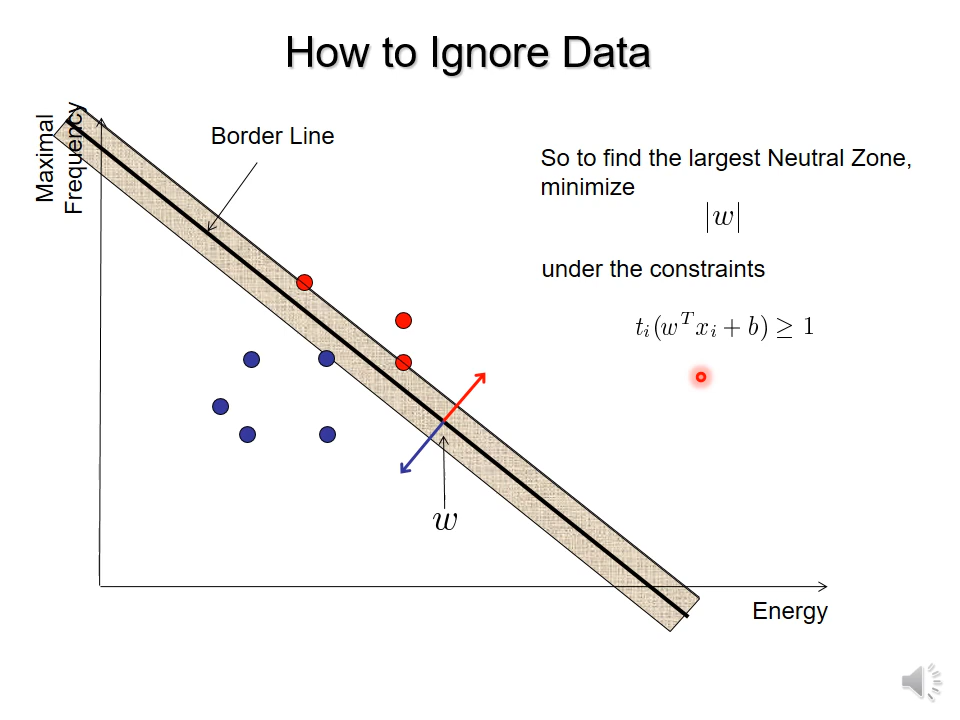 How to Ignore Data
Maximal
Frequency
Border Line
So to find the largest Neutral Zone,
minimize
|w|
under the constraints
t_i(w^T x_i + b) ≥ 1
w
Energy